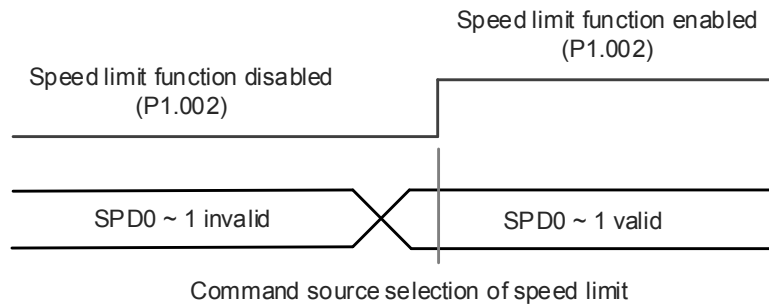 Speed limit function enabled
(P1.002)
Speed limit function disabled
(P1.002)
SPD0 ~ 1 invalid
SPD0 ~ 1 valid
Command source selection of speed limit